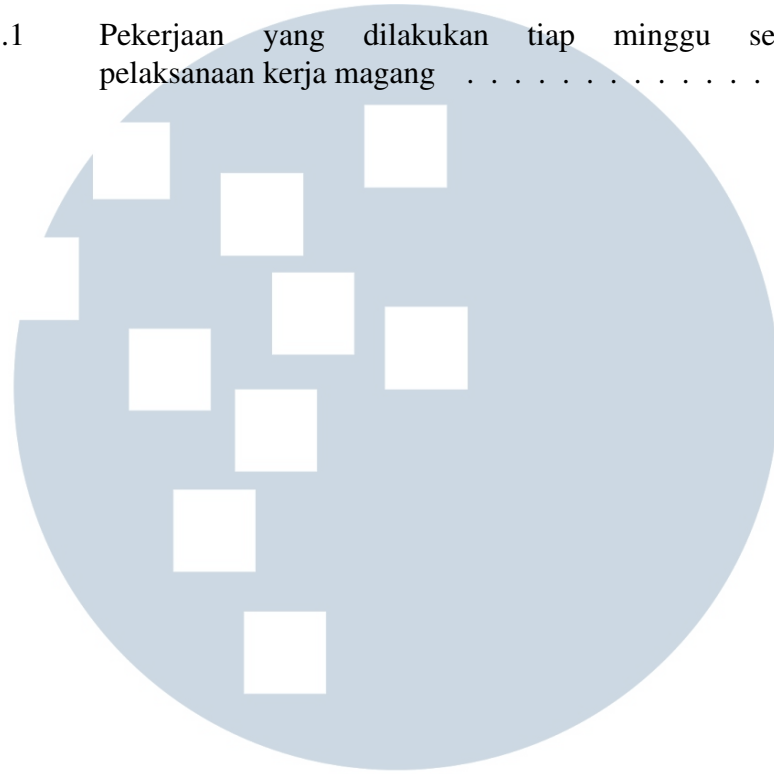 .1 Pekerjaan yang dilakukan tiap minggu se
pelaksanaan kerja magang . . . . . . . . . . . . . .